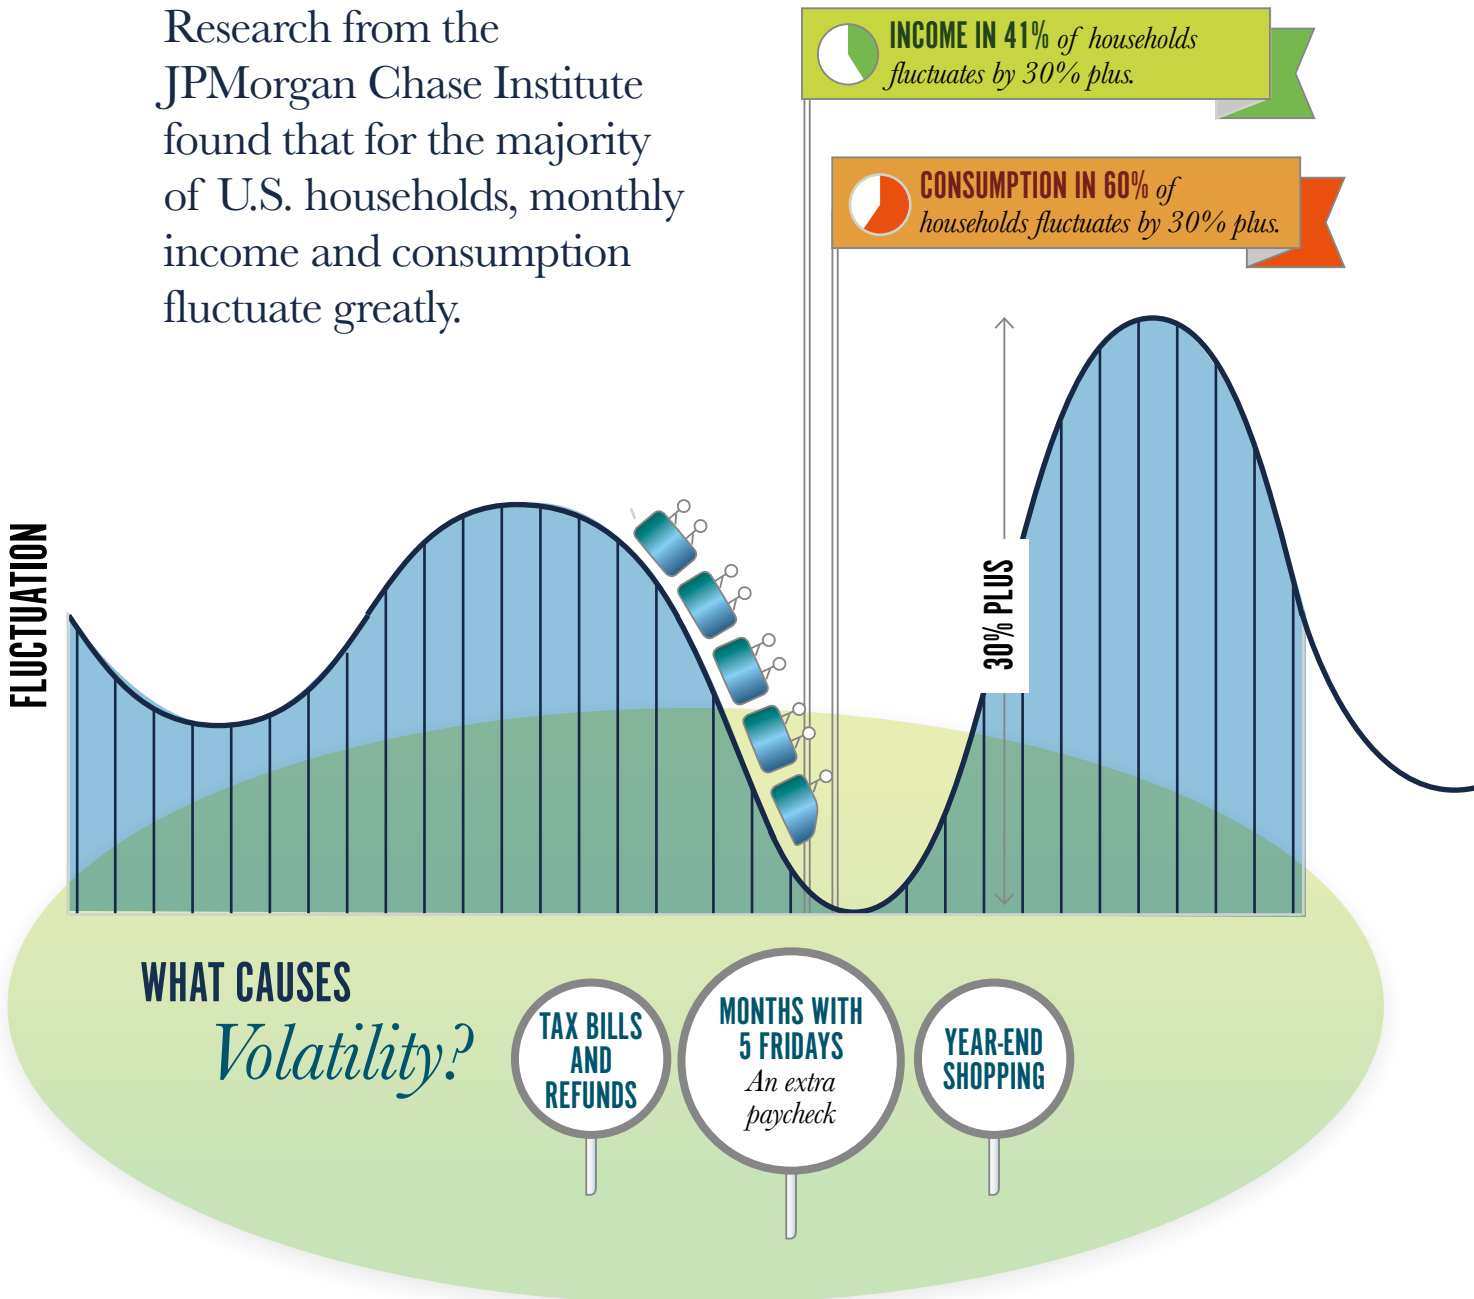 Research from the
JPMorgan Chase Institute
found that for the majority
of U.S. households, monthly
income and consumption
fluctuate greatly.
INCOME IN 41% of households
fluctuates by 30% plus.
CONSUMPTION IN 60% of
households fluctuates by 30% plus.
FLUCTUATION
30% PLUS
WHAT CAUSES
Volatility?
TAX BILLS
AND
REFUNDS
MONTHS WITH
5 FRIDAYS
An extra
paycheck
YEAR-END
SHOPPING